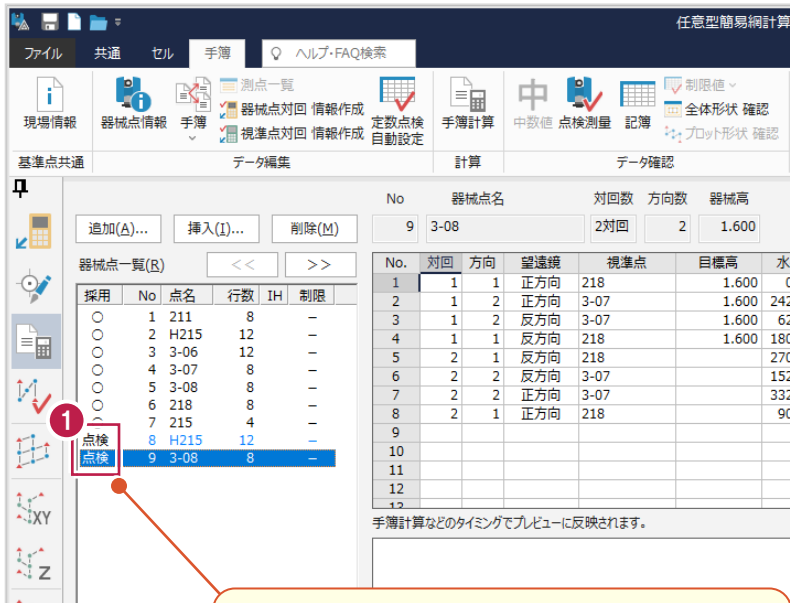 任意型簡易網計算
ファイル 共通 セル 手簿 ヘルプ・FAQ検索
現場情報 器械点情報 手簿 測点一覧 器械点対回 情報作成 視準点対回 情報作成 定数点検 自動設定 手簿計算 中 中数値 点検測量 記簿 制限値 全体形状 確認 プロット形状 確認
基準点共通 データ編集 計算 データ確認
No 器械点名 対回数 方向数 器械高
追加(A)... 挿入(I)... 削除(M) 9 3-08 2対回 2 1.600
器械点一覧(R) << >>
No. 対回 方向 望遠鏡 視準点 目標高 水
1 1 1 正方向 218 1.600 0
2 1 2 正方向 3-07 1.600 242
3 1 2 反方向 3-07 1.600 62
4 1 1 反方向 218 1.600 180
5 2 1 反方向 218 270
6 2 2 反方向 3-07 152
7 2 2 正方向 3-07 332
8 2 1 正方向 218 90
9
10
11
12
13
採用 No 点名 行数 IH 制限
○ 1 211 8 −
○ 2 H215 12 −
○ 3 3-06 12 −
○ 4 3-07 8 −
○ 5 3-08 8 −
○ 6 218 8 −
○ 7 215 4 −
1
点検 8 H215 12 −
点検 9 3-08 8 −
手簿計算などのタイミングでプレビューに反映されます。
XY
Z